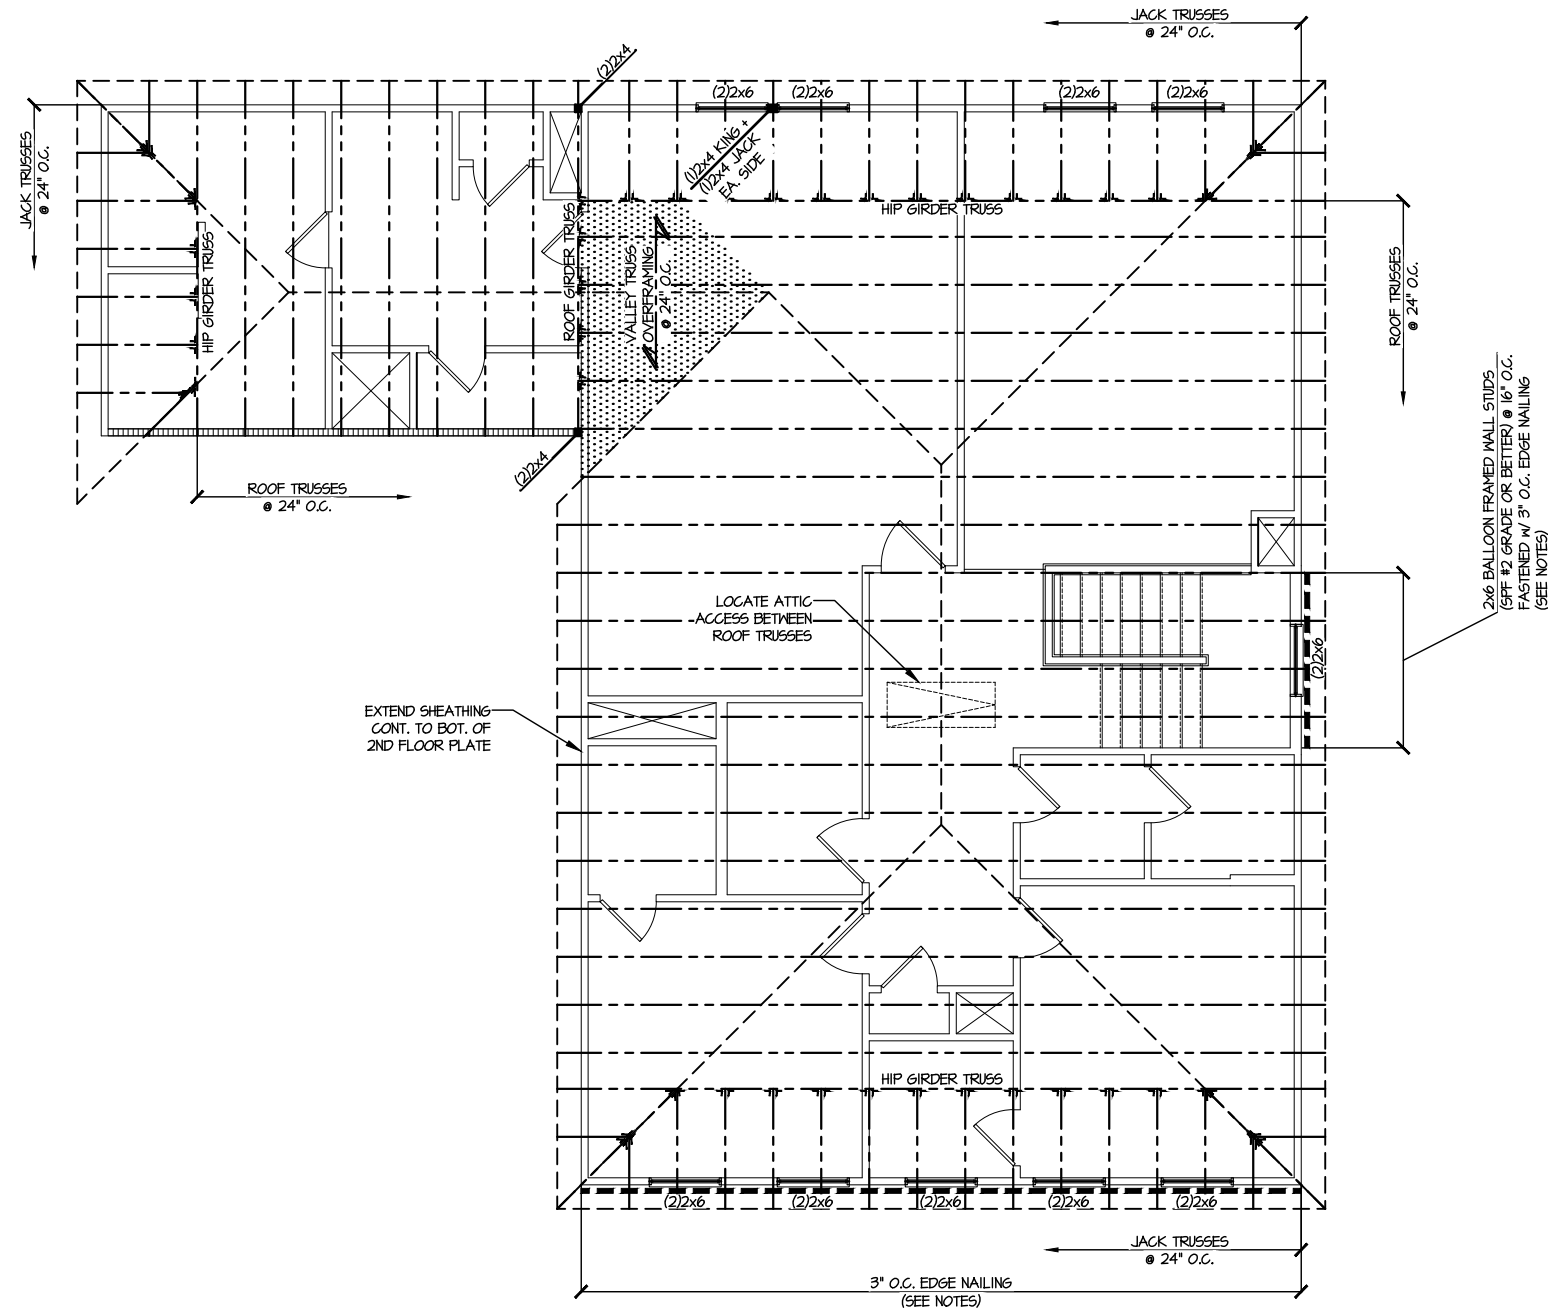 JACK TRUSSES
@ 24" O.C.
(2)2x4
(2)2x6
(2)2x6
(2)2x6
(2)2x6
(1)2x4 KING +
(1)2x4 JACK
EA. SIDE
JACK TRUSSES
@ 24" O.C.
HIP GIRDER TRUSS
HIP GIRDER TRUSS
ROOF GIRDER TRUSS
VALLEY TRUSS
OVERFRAMING
@ 24" O.C.
ROOF TRUSSES
@ 24" O.C.
(2)2x4
ROOF TRUSSES
@ 24" O.C.
2x6 BALLOON FRAMED WALL STUDS
(SPF #2 GRADE OR BETTER) @ 16" O.C.
FASTENED w/ 3" O.C. EDGE NAILING
(SEE NOTES)
LOCATE ATTIC
ACCESS BETWEEN
ROOF TRUSSES
(2)2x6
EXTEND SHEATHING
CONT. TO BOT. OF
2ND FLOOR PLATE
HIP GIRDER TRUSS
(2)2x6
(2)2x6
(2)2x6
(2)2x6
(2)2x6
JACK TRUSSES
@ 24" O.C.
3" O.C. EDGE NAILING
(SEE NOTES)